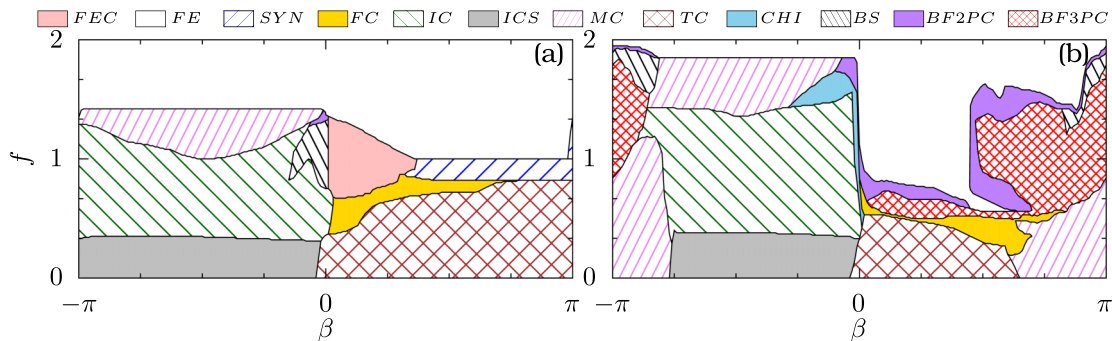 FEC FE SYN FC IC ICS MC TC CHI BS BF2PC BF3PC
2 (a) 2 (b)
f 1 1
0 0
−π 0 π −π 0 π
β β